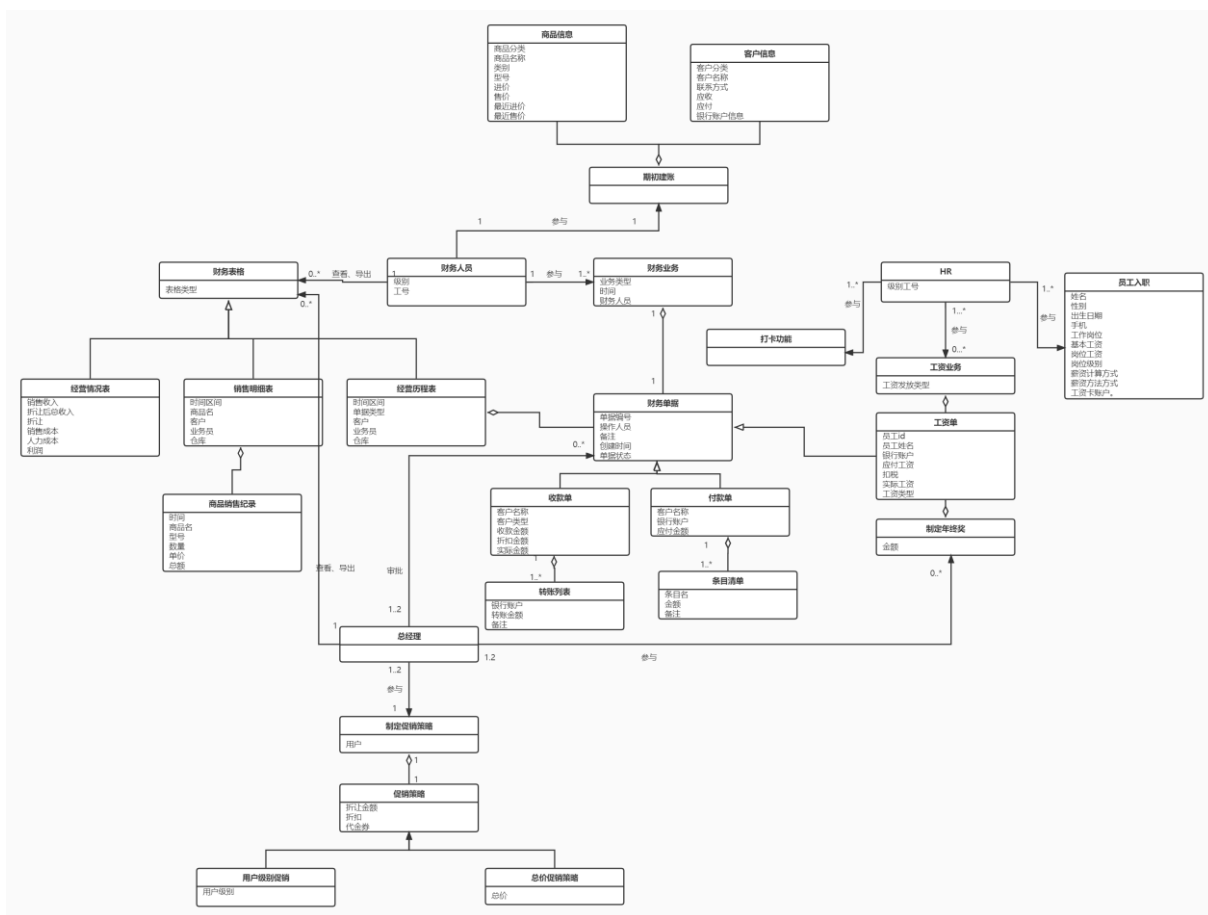 商品信息
商品分类
商品名称
类别
型号
进价
售价
最近进价
最近售价
客户信息
客户分类
客户名称
联系方式
应收
应付
银行账户信息
期初建账
1
参与
1
财务表格
表格类型
0..*
查看、导出
1
0..*
财务人员
级别
工号
1
参与
1..*
财务业务
业务类型
时间
财务人员
1
1
HR
级别工号
1..*
参与
1...*
参与
0...*
1..*
参与
员工入职
姓名
性别
出生日期
手机
工作岗位
基本工资
岗位工资
岗位级别
薪资计算方式
薪资方法方式
工资卡账户。
打卡功能
工资业务
工资发放类型
经营情况表
销售收入
折让后总收入
折让
销售成本
人力成本
利润
销售明细表
时间区间
商品名
客户
业务员
仓库
经营历程表
时间区间
单据类型
客户
业务员
仓库
财务单据
单据编号
操作人员
备注
创建时间
单据状态
0..*
工资单
员工id
员工姓名
银行账户
应付工资
扣税
实际工资
工资类型
商品销售纪录
时间
商品名
型号
数量
单价
总额
收款单
客户名称
客户类型
收款金额
折扣金额
实际金额
1
1..*
付款单
客户名称
银行账户
应付金额
1
1..*
制定年终奖
金额
0..*
转账列表
银行账户
转账金额
备注
条目清单
条目名
金额
备注
查看、导出
审批
1..2
1
总经理
1.2
参与
1..2
参与
1
制定促销策略
用户
1
1
促销策略
折让金额
折扣
代金券
用户级别促销
用户级别
总价促销策略
总价